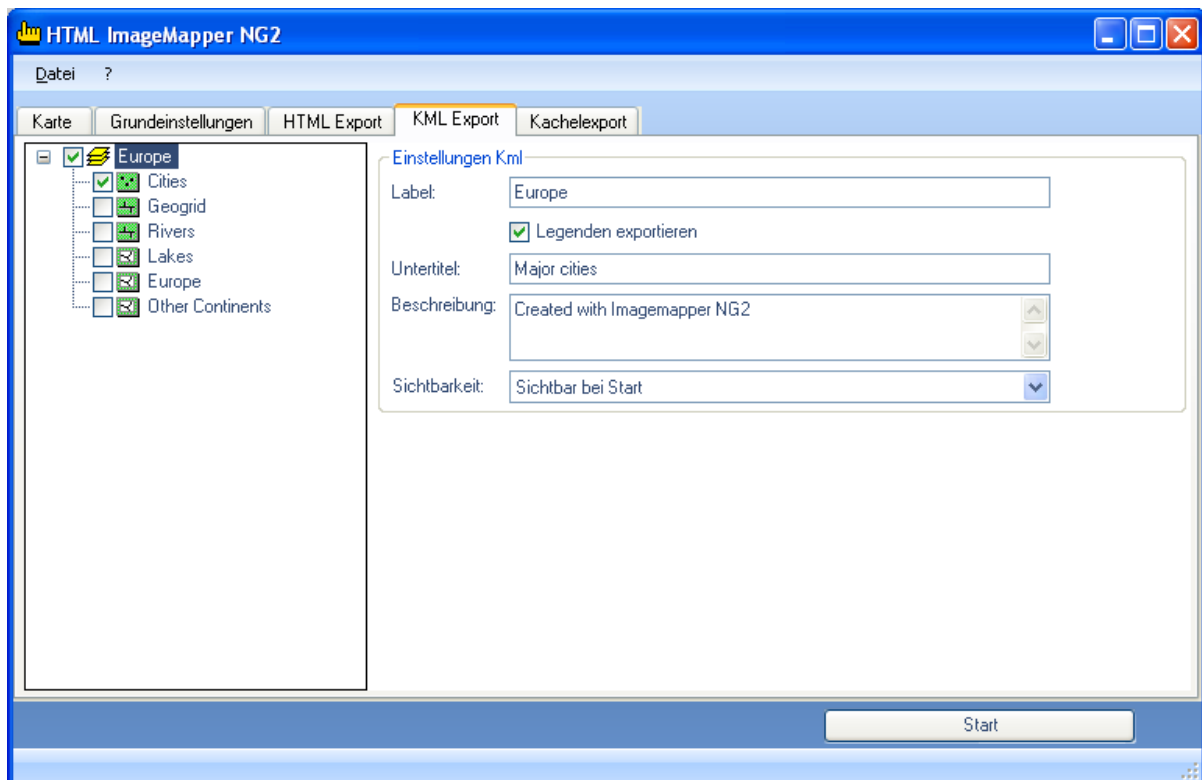 HTML ImageMapper NG2
Datei ?
Karte Grundeinstellungen HTML Export KML Export Kachelexport
Europe
Cities
Geogrid
Rivers
Lakes
Europe
Other Continents
Einstellungen Kml
Label: Europe
Legenden exportieren
Untertitel: Major cities
Beschreibung: Created with Imagemapper NG2
Sichtbarkeit: Sichtbar bei Start
Start